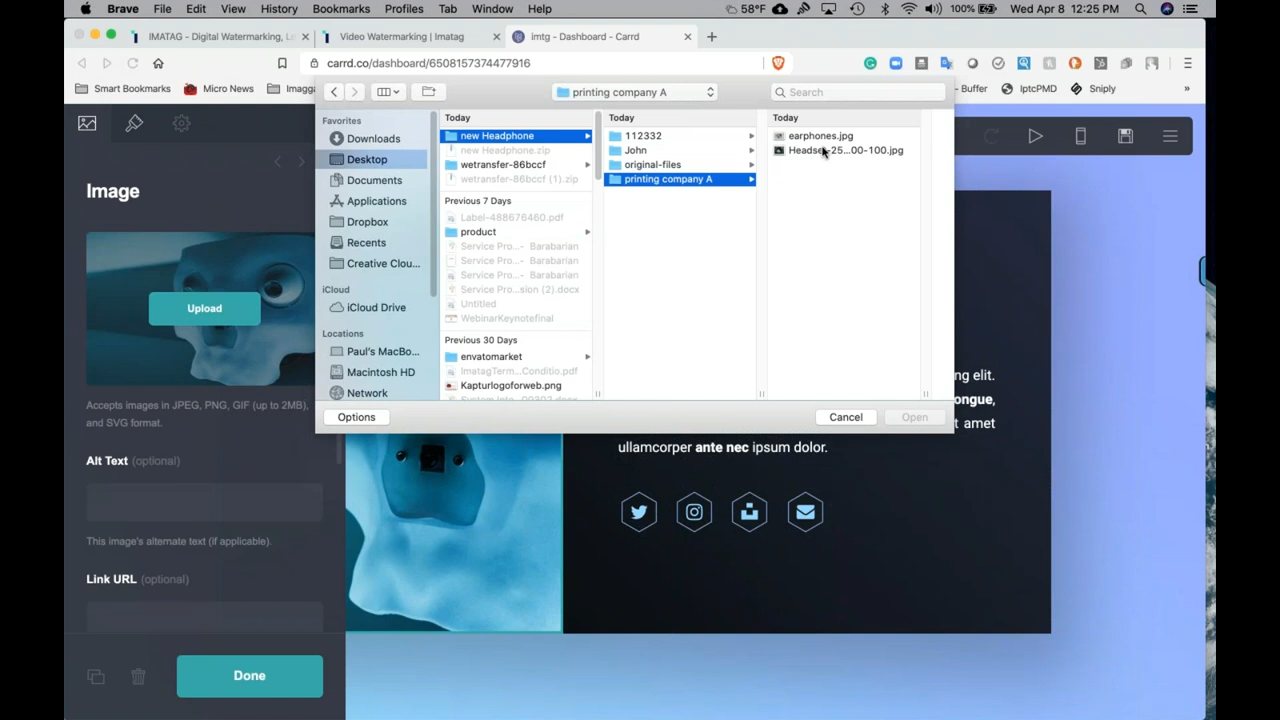 Brave File Edit View History Bookmarks Profiles Tab Window Help 58°F 100% Wed Apr 8 12:25 PM
IMATAG - Digital Watermarking, L
Video Watermarking | Imatag
imtg - Dashboard - Carrd
carrd.co/dashboard/6508157374477916
Smart Bookmarks Micro News Imagga Buffer IptcPMD Sniply »
printing company A
Search
Image
Upload
Accepts images in JPEG, PNG, GIF (up to 2MB),
and SVG format.
Alt Text (optional)
This image's alternate text (if applicable).
Link URL (optional)
Done
Favorites
Downloads
Desktop
Documents
Applications
Dropbox
Recents
Creative Clou...
iCloud
iCloud Drive
Locations
Paul's MacBo...
Macintosh HD
Network
Today
new Headphone
new Headphone.zip
wetransfer-86bccf
wetransfer-86bccf (1).zip
Previous 7 Days
Label-488676460.pdf
product
Service Pro...- Barabarian
Service Pro...- Barabarian
Service Pro...- Barabarian
Service Pro...sion (2).docx
Untitled
WebinarKeynotefinal
Previous 30 Days
envatomarket
ImatagTerm...Conditio.pdf
Kapturlogoforweb.png
Today
112332
John
original-files
printing company A
Today
earphones.jpg
Headse-25...00-100.jpg
Options
Cancel
Open
ng elit.
ongue,
t amet
ullamcorper ante nec ipsum dolor.